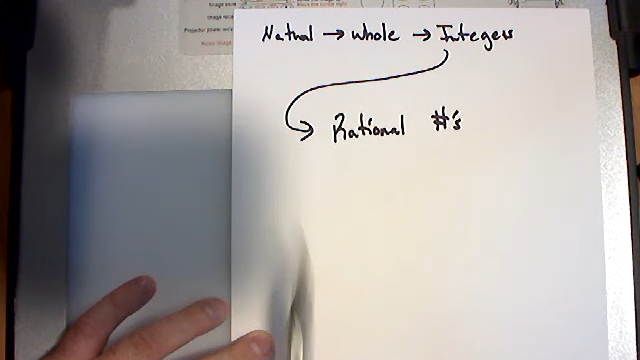 Natural → whole → Integers
Rational #'s